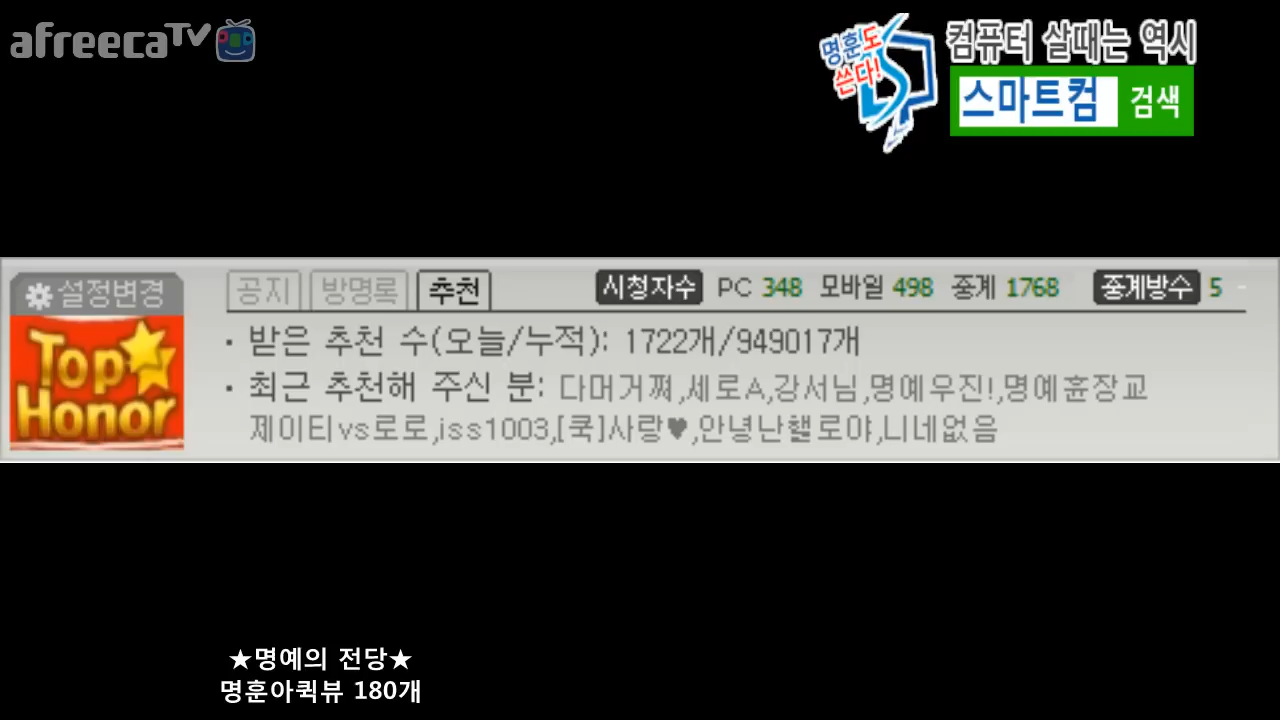 afreecaTV
명훈도
쓴다!
컴퓨터 살때는 역시
스마트컴 검색
설정변경
Top
Honor
공지 방명록 추천 시청자수 PC 348 모바일 498 중계 1768 중계방수 5
· 받은 추천 수(오늘/누적): 1722개/949017개
· 최근 추천해 주신 분: 다머거쪄,세로A,강서님,명예우진!,명예훈장교
제이티vs로로,iss1003,[쿡]사랑♥,안녕난핼로야,니네없음
★명예의 전당★
명훈아퀵뷰 180개